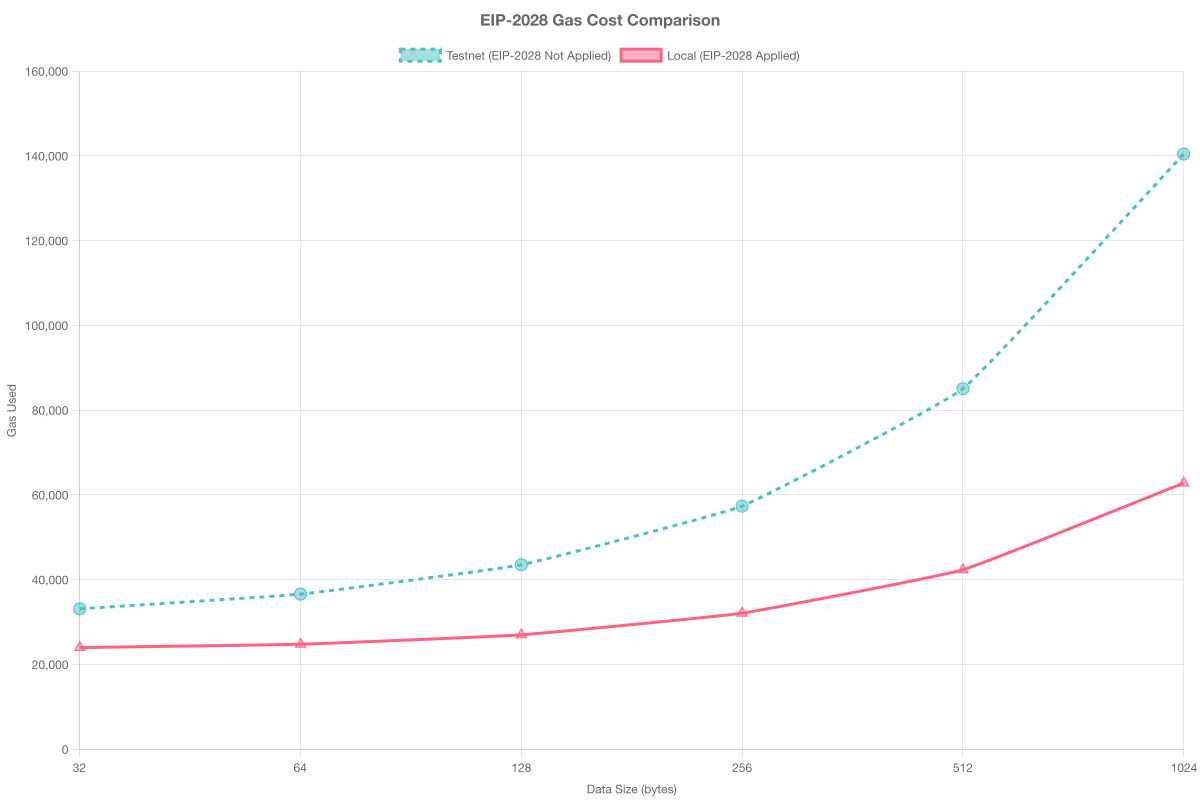 EIP-2028 Gas Cost Comparison
Testnet (EIP-2028 Not Applied) Local (EIP-2028 Applied)
160,000
140,000
120,000
100,000
80,000
60,000
40,000
20,000
0
Gas Used
32 64 128 256 512 1024
Data Size (bytes)